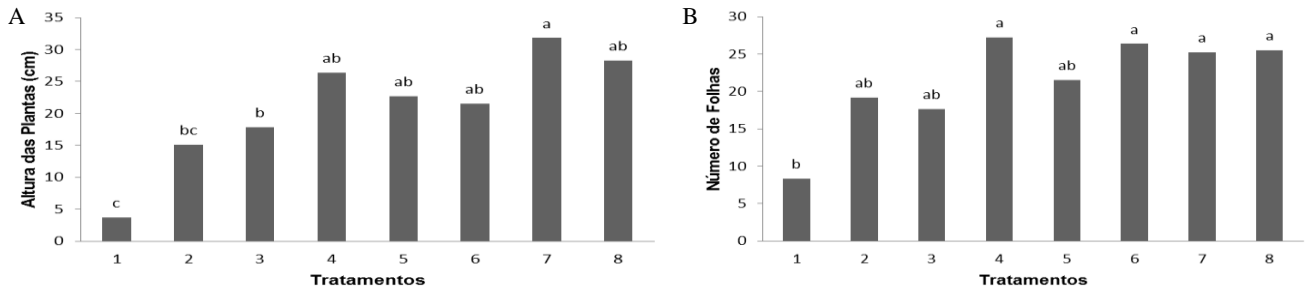 A
Altura das Plantas (cm)
35
30
25
20
15
10
5
0
c
bc
b
ab
ab
ab
a
ab
1 2 3 4 5 6 7 8
Tratamentos
B
Número de Folhas
30
25
20
15
10
5
0
b
ab
ab
a
ab
a
a
a
1 2 3 4 5 6 7 8
Tratamentos